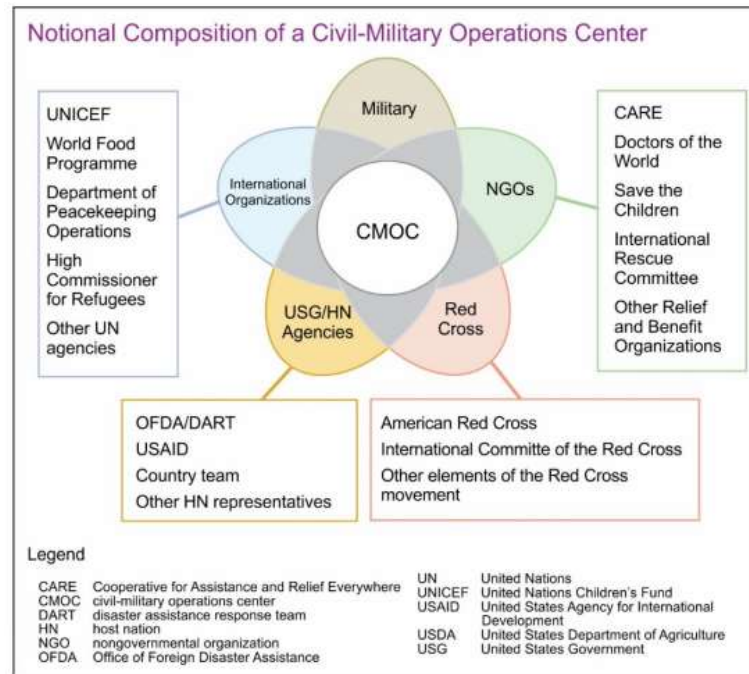 Notional Composition of a Civil-Military Operations Center
Military
International
Organizations
NGOs
CMOC
USG/HN
Agencies
Red
Cross
UNICEF
World Food
Programme
Department of
Peacekeeping
Operations
High
Commissioner
for Refugees
Other UN
agencies
CARE
Doctors of the
World
Save the
Children
International
Rescue
Committee
Other Relief
and Benefit
Organizations
OFDA/DART
USAID
Country team
Other HN representatives
American Red Cross
International Committe of the Red Cross
Other elements of the Red Cross
movement
Legend
CARE Cooperative for Assistance and Relief Everywhere
CMOC civil-military operations center
DART disaster assistance response team
HN host nation
NGO nongovernmental organization
OFDA Office of Foreign Disaster Assistance
UN United Nations
UNICEF United Nations Children's Fund
USAID United States Agency for International
Development
USDA United States Department of Agriculture
USG United States Government